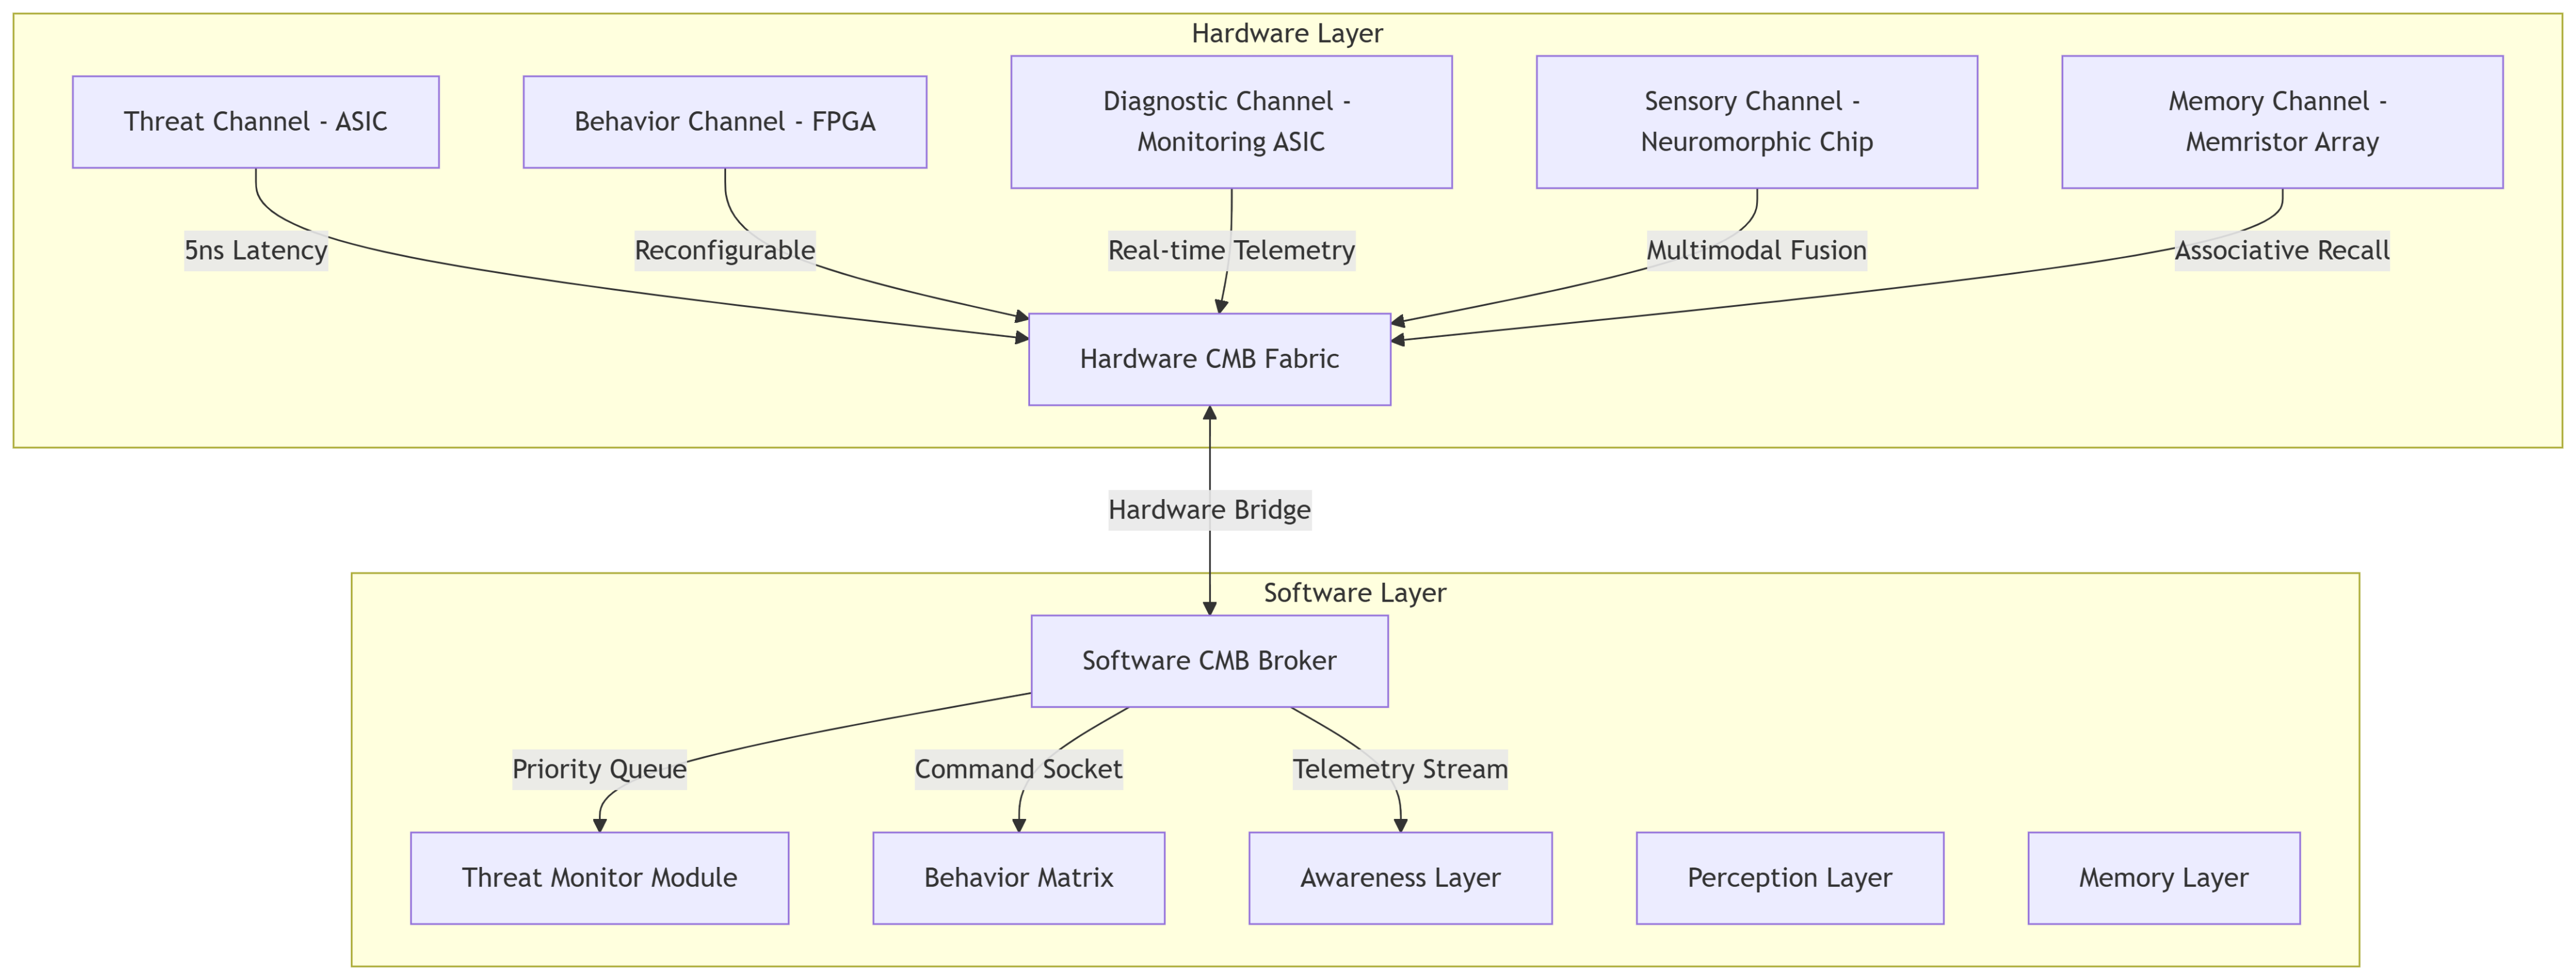 Hardware Layer
Threat Channel - ASIC
Behavior Channel - FPGA
Diagnostic Channel -
Monitoring ASIC
Sensory Channel -
Neuromorphic Chip
Memory Channel -
Memristor Array
5ns Latency
Reconfigurable
Real-time Telemetry
Multimodal Fusion
Associative Recall
Hardware CMB Fabric
Hardware Bridge
Software Layer
Software CMB Broker
Priority Queue
Command Socket
Telemetry Stream
Threat Monitor Module
Behavior Matrix
Awareness Layer
Perception Layer
Memory Layer